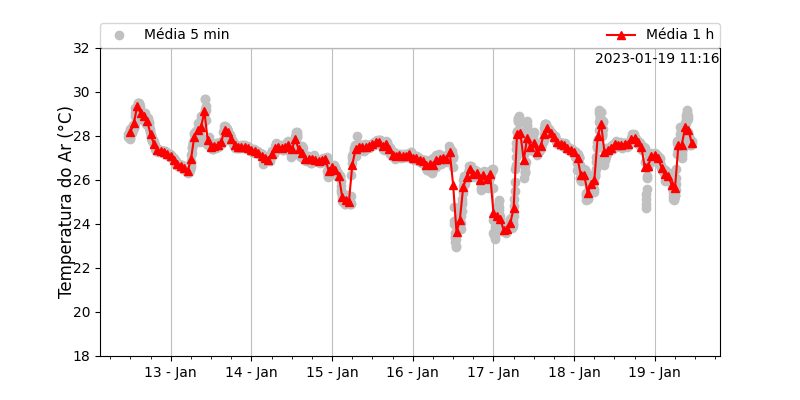 Média 5 min
Média 1 h
2023-01-19 11:16
Temperatura do Ar (°C)
32
30
28
26
24
22
20
18
13 - Jan
14 - Jan
15 - Jan
16 - Jan
17 - Jan
18 - Jan
19 - Jan